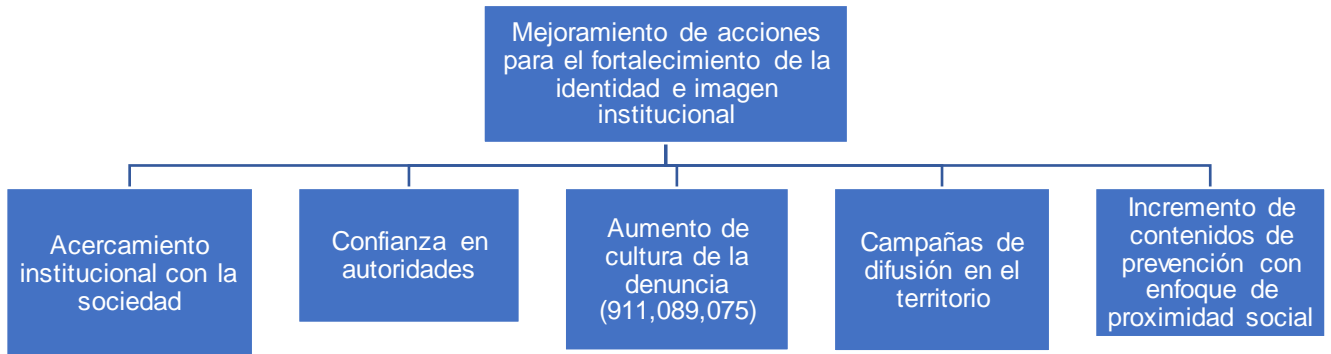 Mejoramiento de acciones
para el fortalecimiento de la
identidad e imagen
institucional
Acercamiento
institucional con la
sociedad
Confianza en
autoridades
Aumento de
cultura de la
denuncia
(911,089,075)
Campañas de
difusión en el
territorio
Incremento de
contenidos de
prevención con
enfoque de
proximidad social